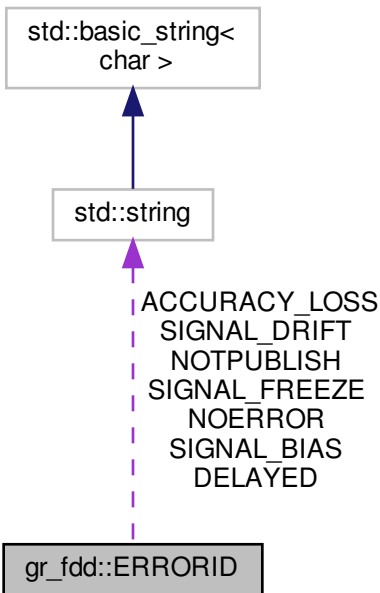 std::basic_string<
char >
std::string
ACCURACY_LOSS
SIGNAL_DRIFT
NOTPUBLISH
SIGNAL_FREEZE
NOERROR
SIGNAL_BIAS
DELAYED
gr_fdd::ERRORID